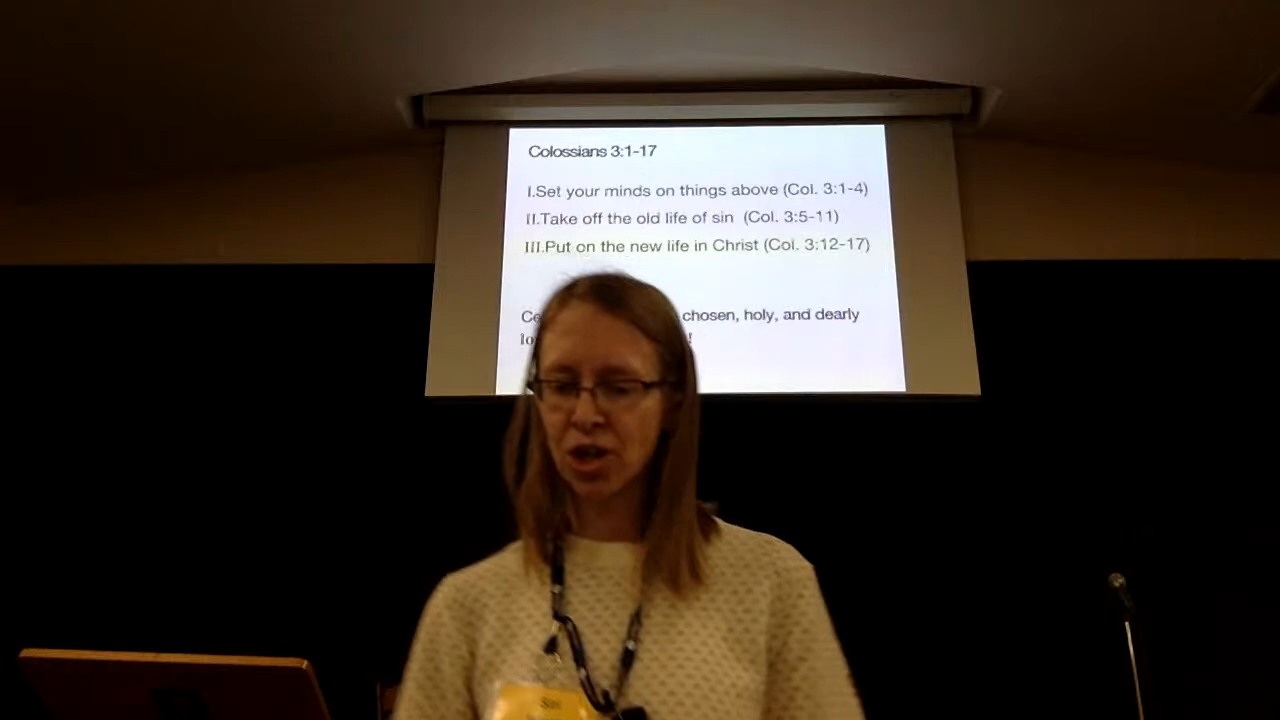 Colossians 3:1-17
I.Set your minds on things above (Col. 3:1-4)
II.Take off the old life of sin (Col. 3:5-11)
III.Put on the new life in Christ (Col. 3:12-17)
chosen, holy, and dearly